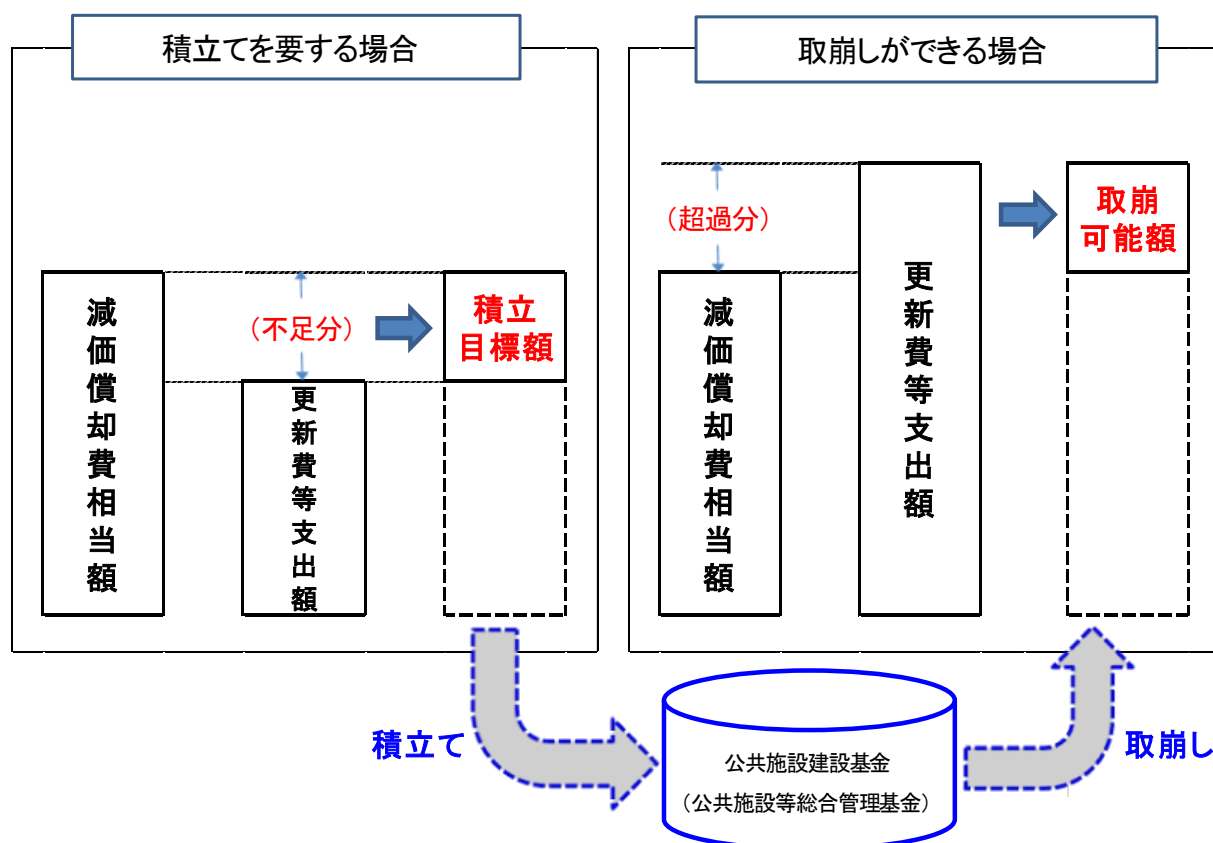 積立てを要する場合
減価償却費相当額
（不足分）
更新費等支出額
積立
目標額
取崩しができる場合
（超過分）
減価償却費相当額
更新費等支出額
取崩
可能額
積立て
公共施設建設基金
（公共施設等総合管理基金）
取崩し